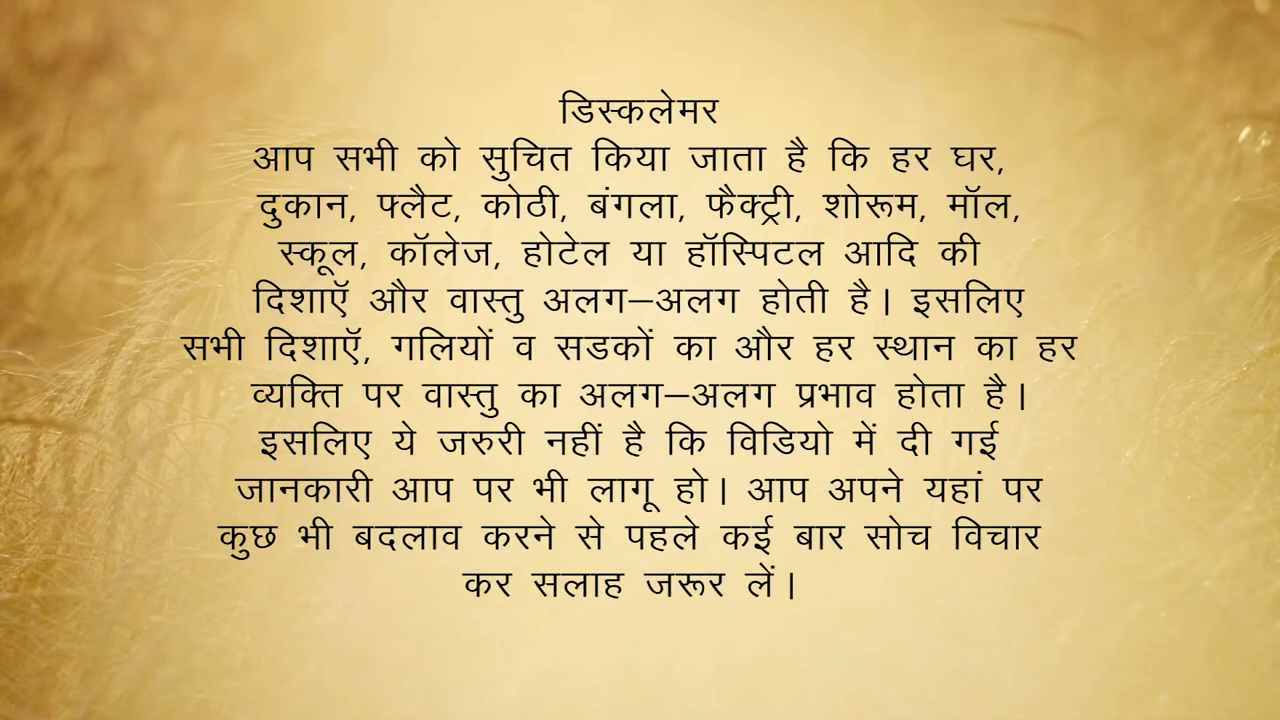 डिस्कलेमर
आप सभी को सुचित किया जाता है कि हर घर,
दुकान, फ्लैट, कोठी, बंगला, फैक्ट्री, शोरूम, मॉल,
स्कूल, कॉलेज, होटेल या हॉस्पिटल आदि की
दिशाऍ और वास्तु अलग–अलग होती है। इसलिए
सभी दिशाऍ, गलियों व सडकों का और हर स्थान का हर
व्यक्ति पर वास्तु का अलग–अलग प्रभाव होता है।
इसलिए ये जरुरी नहीं है कि विडियो में दी गई
जानकारी आप पर भी लागू हो। आप अपने यहां पर
कुछ भी बदलाव करने से पहले कई बार सोच विचार
कर सलाह जरूर लें।